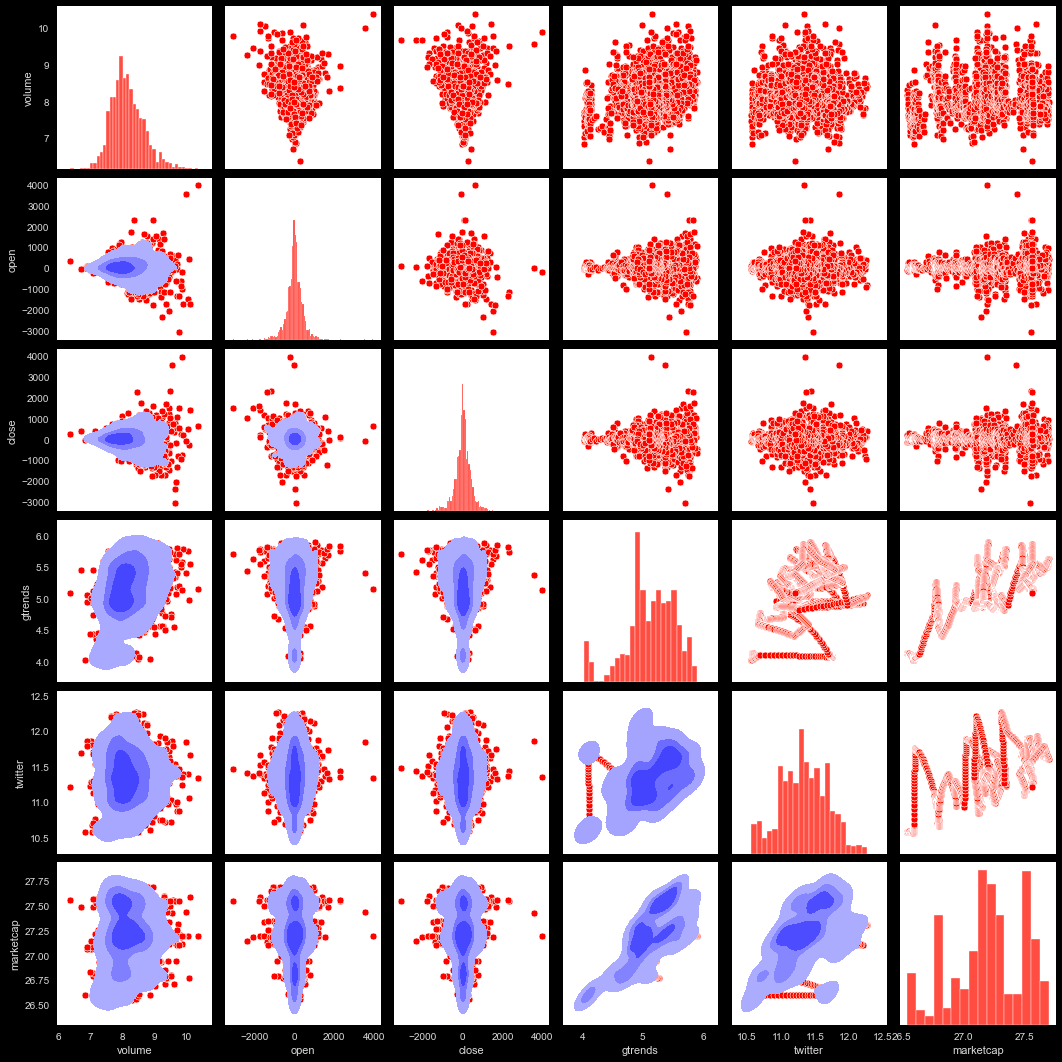 10
9
8
7
volume
4000
3000
2000
1000
0
−1000
−2000
−3000
open
4000
3000
2000
1000
0
−1000
−2000
−3000
close
6.0
5.5
5.0
4.5
4.0
gtrends
12.5
12.0
11.5
11.0
10.5
twitter
27.75
27.50
27.25
27.00
26.75
26.50
marketcap
6 7 8 9 10
−2000 0 2000 4000
−2000 0 2000 4000
4 5 6
10.5 11.0 11.5 12.0 12.5
26.5 27.0 27.5
volume open close gtrends twitter marketcap